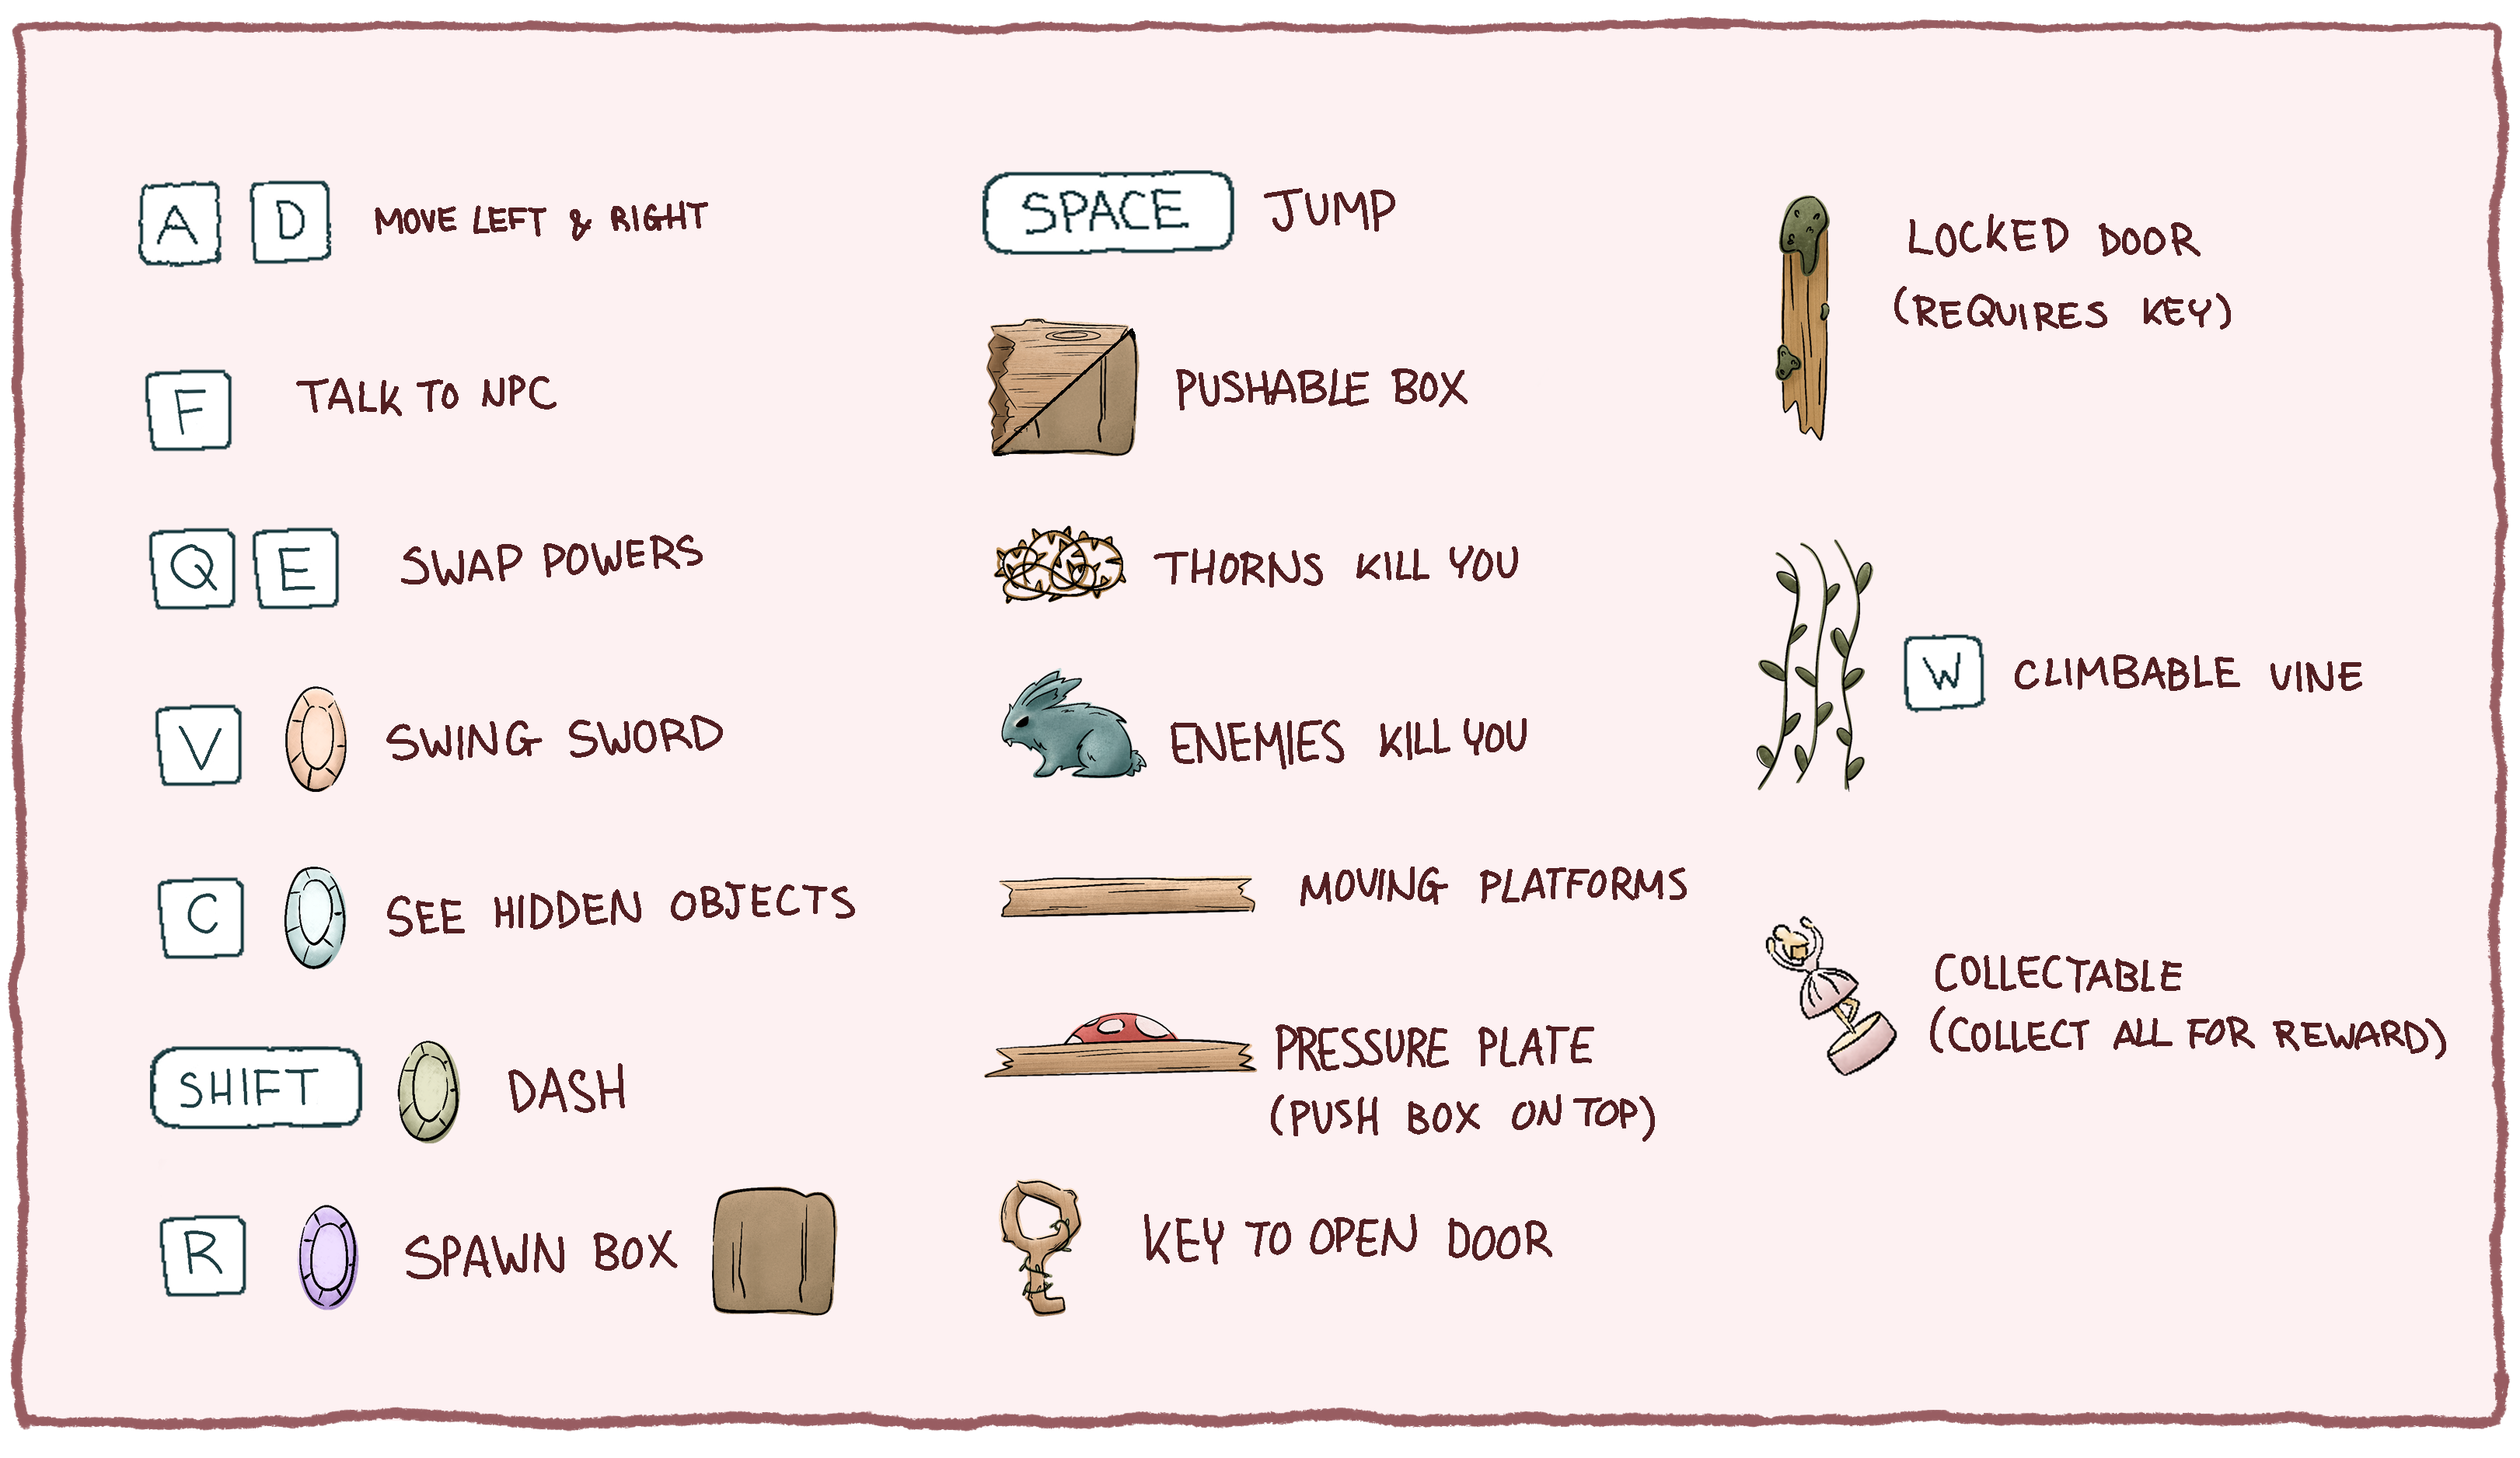 A D MOVE LEFT & RIGHT
F TALK TO NPC
Q E SWAP POWERS
V SWING SWORD
C SEE HIDDEN OBJECTS
SHIFT DASH
R SPAWN BOX
SPACE JUMP
PUSHABLE BOX
THORNS KILL YOU
ENEMIES KILL YOU
MOVING PLATFORMS
PRESSURE PLATE
(PUSH BOX ON TOP)
KEY TO OPEN DOOR
LOCKED DOOR
(REQUIRES KEY)
W CLIMBABLE VINE
COLLECTABLE
(COLLECT ALL FOR REWARD)